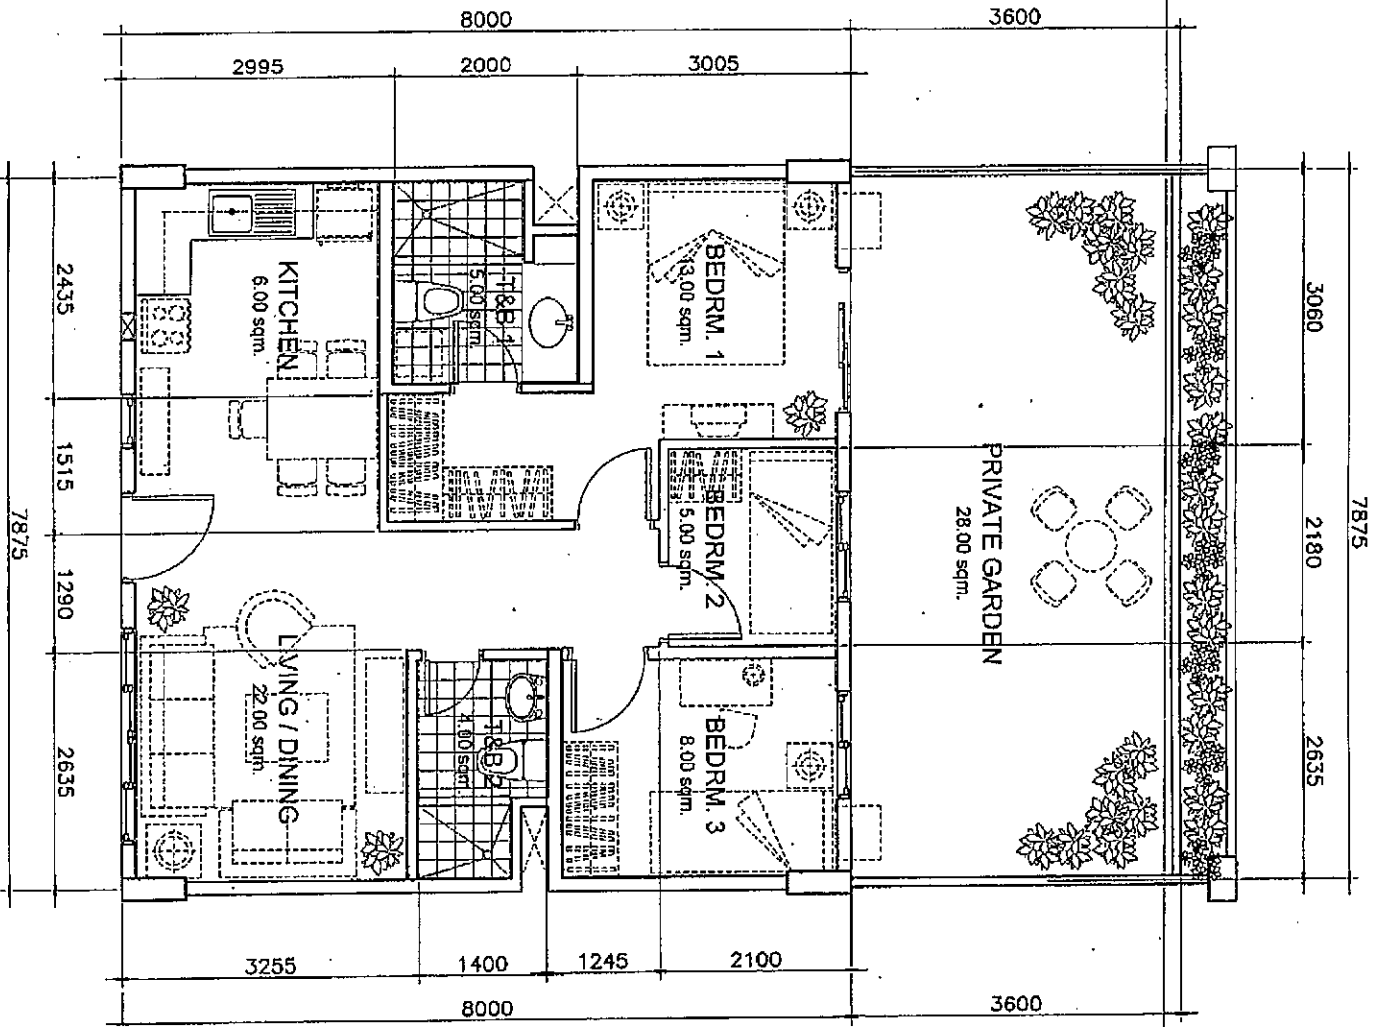 8000
3600
2995
2000
3005
7875
2435
1515
1290
2635
KITCHEN
6.00 sqm.
T&B 1
5.00 sqm.
BEDRM. 1
13.00 sqm.
BEDRM. 2
5.00 sqm.
PRIVATE GARDEN
28.00 sqm.
LIVING / DINING
22.00 sqm.
T&B 2
4.00 sqm.
BEDRM. 3
8.00 sqm.
3060
2180
2635
7875
3255
1400
1245
2100
8000
3600